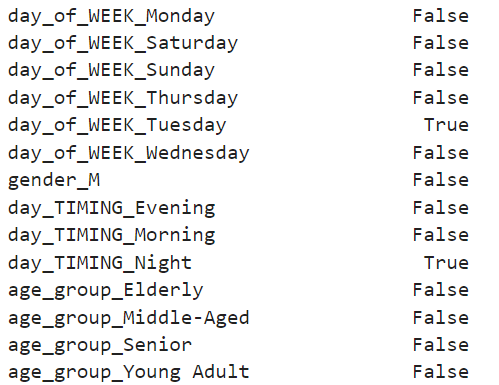 day_of_WEEK_Monday False
day_of_WEEK_Saturday False
day_of_WEEK_Sunday False
day_of_WEEK_Thursday False
day_of_WEEK_Tuesday True
day_of_WEEK_Wednesday False
gender_M False
day_TIMING_Evening False
day_TIMING_Morning False
day_TIMING_Night True
age_group_Elderly False
age_group_Middle-Aged False
age_group_Senior False
age_group_Young Adult False